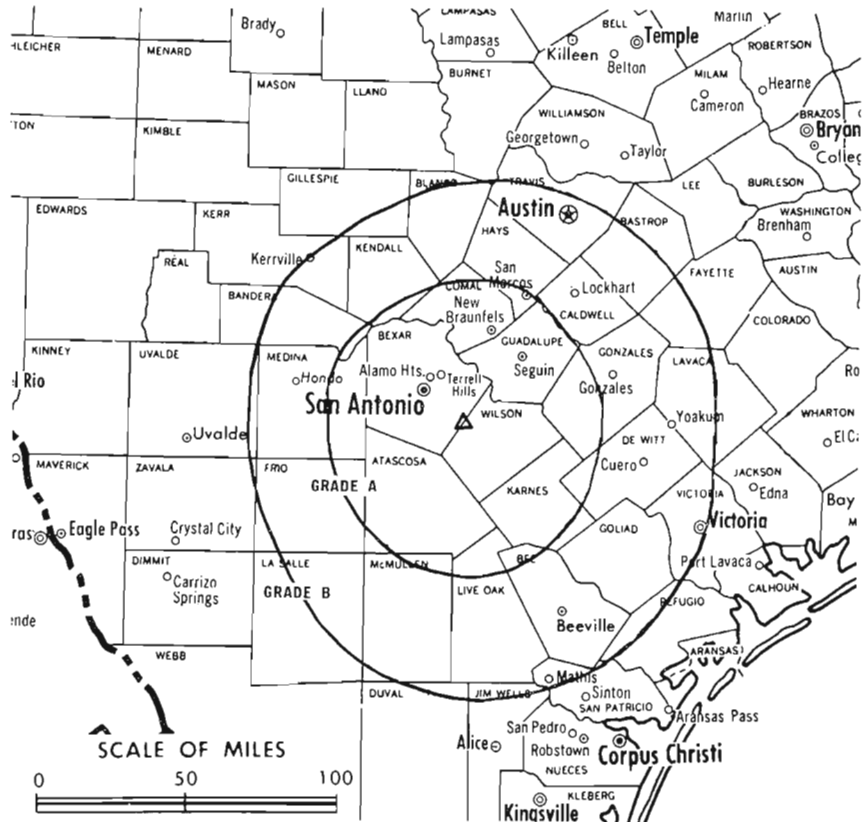 LAMPASAS
Marlin
Brady
BELL
Temple
Lampasas
Killeen
Belton
ROBERTSON
HLEICHER
MENARD
BURNET
MILAM
Hearne
MASON
LLANO
Cameron
WILLIAMSON
BRAZOS
TON
KIMBLE
Georgetown
Taylor
Bryan
Colleg
GILLESPIE
BLANCO
TRAVIS
LEE
BURLESON
EDWARDS
KERR
Austin
BASTROP
WASHINGTON
Brenham
HAYS
REAL
Kerrville
KENDALL
San
Marcos
FAYETTE
AUSTIN
BANDERA
COMAL
New
Braunfels
Lockhart
CALDWELL
COLORADO
BEXAR
KINNEY
UVALDE
MEDINA
GUADALUPE
GONZALES
LAVACA
Ro
l Rio
Hondo
Alamo Hts.
Terrell
Hills
Seguin
Gonzales
San Antonio
WILSON
Yoakum
WHARTON
Uvalde
DE WITT
El C
MAVERICK
ZAVALA
FRIO
ATASCOSA
Cuero
GRADE A
KARNES
JACKSON
Edna
VICTORIA
Bay
M
ras
Eagle Pass
Crystal City
GOLIAD
Victoria
DIMMIT
LA SALLE
McMULLEN
BEE
Port Lavaca
Carrizo
Springs
GRADE B
LIVE OAK
CALHOUN
REFUGIO
ende
Beeville
WEBB
ARANSAS
Mathis
DUVAL
JIM WELLS
Sinton
SAN PATRICIO
Aransas Pass
San Pedro
SCALE OF MILES
Alice
Robstown
Corpus Christi
NUECES
0 50 100
KLEBERG
Kingsville